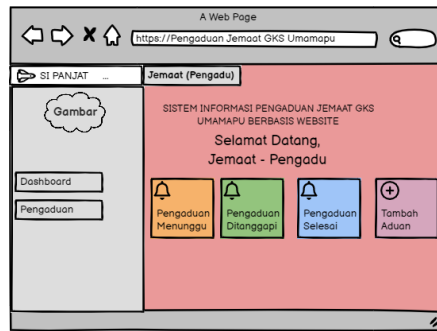 A Web Page
https://Pengaduan Jemaat GKS Umamapu
SI PANJAT ...
Jemaat (Pengadu)
Gambar
SISTEM INFORMASI PENGADUAN JEMAAT GKS
UMAMAPU BERBASIS WEBSITE
Selamat Datang,
Jemaat - Pengadu
Dashboard
Pengaduan
Pengaduan
Menunggu
Pengaduan
Ditanggapi
Pengaduan
Selesai
Tambah
Aduan